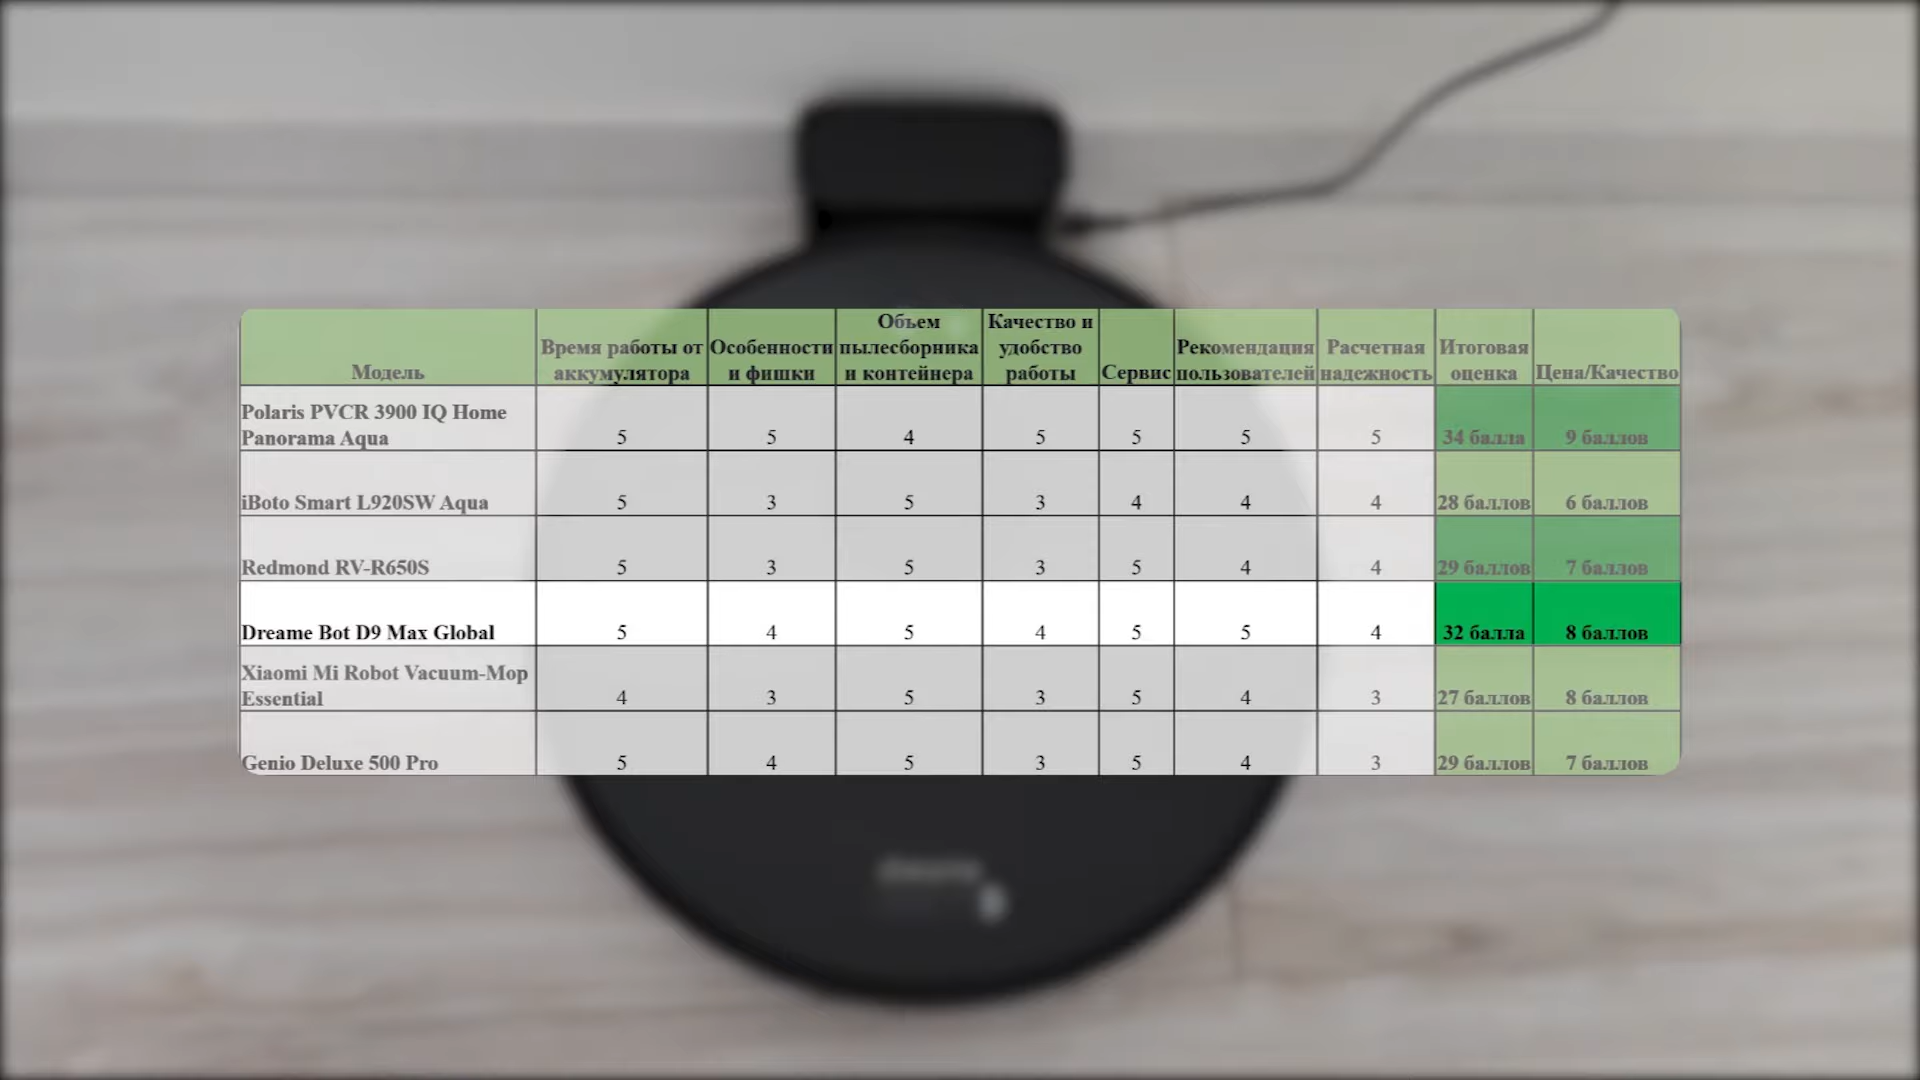 Модель Время работы от аккумулятора Особенности и фишки Объем пылесборника и контейнера Качество и удобство работы Сервис Рекомендация пользователей Расчетная надежность Итоговая оценка Цена/Качество
Polaris PVCR 3900 IQ Home Panorama Aqua 5 5 4 5 5 5 5 34 балла 9 баллов
iBoto Smart L920SW Aqua 5 3 5 3 4 4 4 28 баллов 6 баллов
Redmond RV-R650S 5 3 5 3 5 4 4 29 баллов 7 баллов
Dreame Bot D9 Max Global 5 4 5 4 5 5 4 32 балла 8 баллов
Xiaomi Mi Robot Vacuum-Mop Essential 4 3 5 3 5 4 3 27 баллов 8 баллов
Genio Deluxe 500 Pro 5 4 5 3 5 4 3 29 баллов 7 баллов